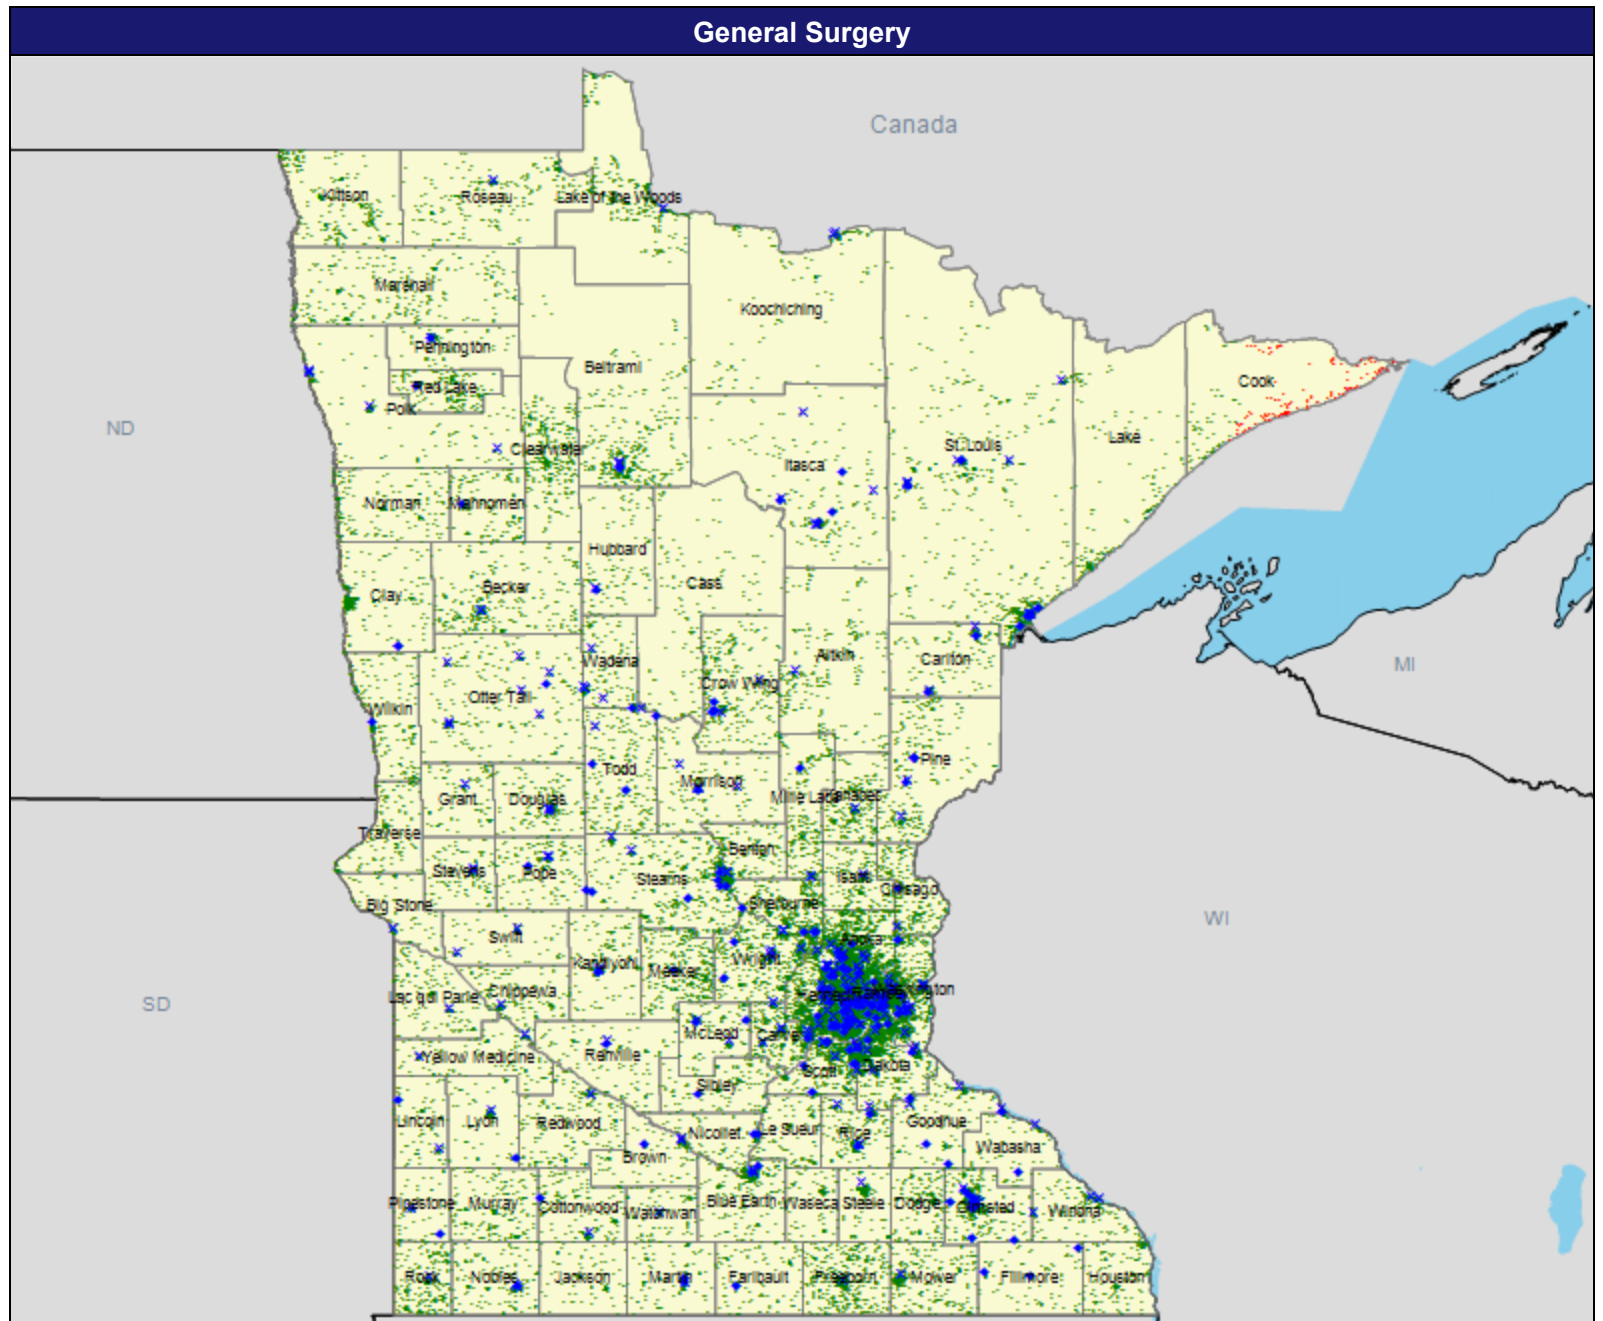 General Surgery
Canada
Kittson
Roseau
Lake of the Woods
Marshall
Koochiching
Pennington
Beltrami
Red Lake
Cook
Polk
ND
Clearwater
St. Louis
Lake
Itasca
Norman
Mahnomen
Hubbard
Cass
Becker
Clay
Aitkin
Carlton
Wadena
MI
Crow Wing
Otter Tail
Wilkin
Pine
Todd
Morrison
Grant
Douglas
Mille Lacs
Kanabec
Traverse
Benton
Stevens
Pope
Stearns
Isanti
Chisago
Big Stone
Sherburne
WI
Swift
Anoka
Wright
Kandiyohi
Meeker
Chippewa
Lac qui Parle
SD
McLeod
Carver
Renville
Yellow Medicine
Scott
Dakota
Sibley
Lincoln
Lyon
Redwood
Nicollet
Le Sueur
Rice
Goodhue
Wabasha
Brown
Pipestone
Murray
Cottonwood
Watonwan
Blue Earth
Waseca
Steele
Dodge
Olmsted
Winona
Rock
Nobles
Jackson
Martin
Faribault
Freeborn
Mower
Fillmore
Houston